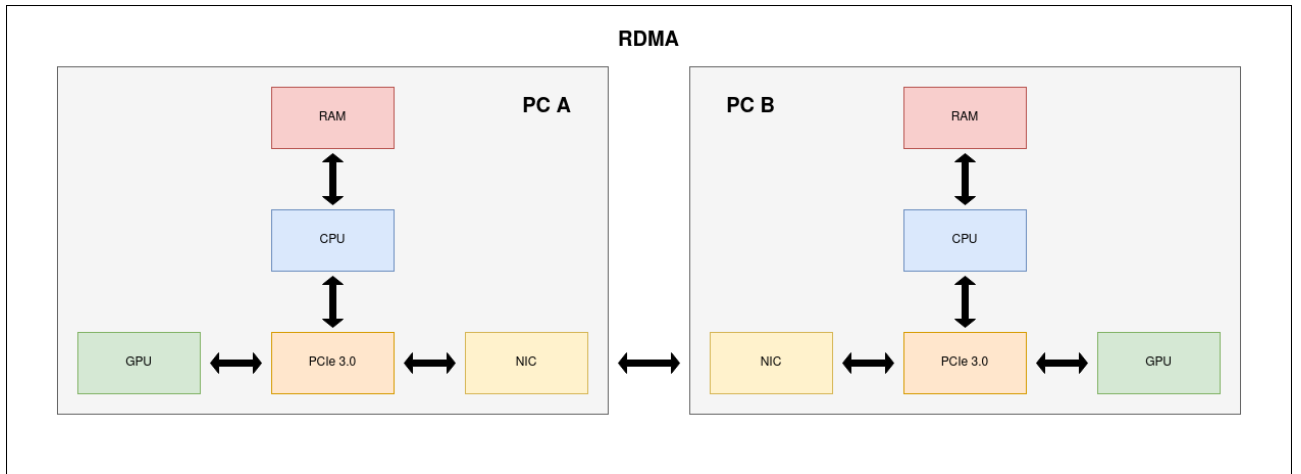 RDMA
PC A
RAM
CPU
GPU
PCIe 3.0
NIC
PC B
RAM
CPU
NIC
PCIe 3.0
GPU